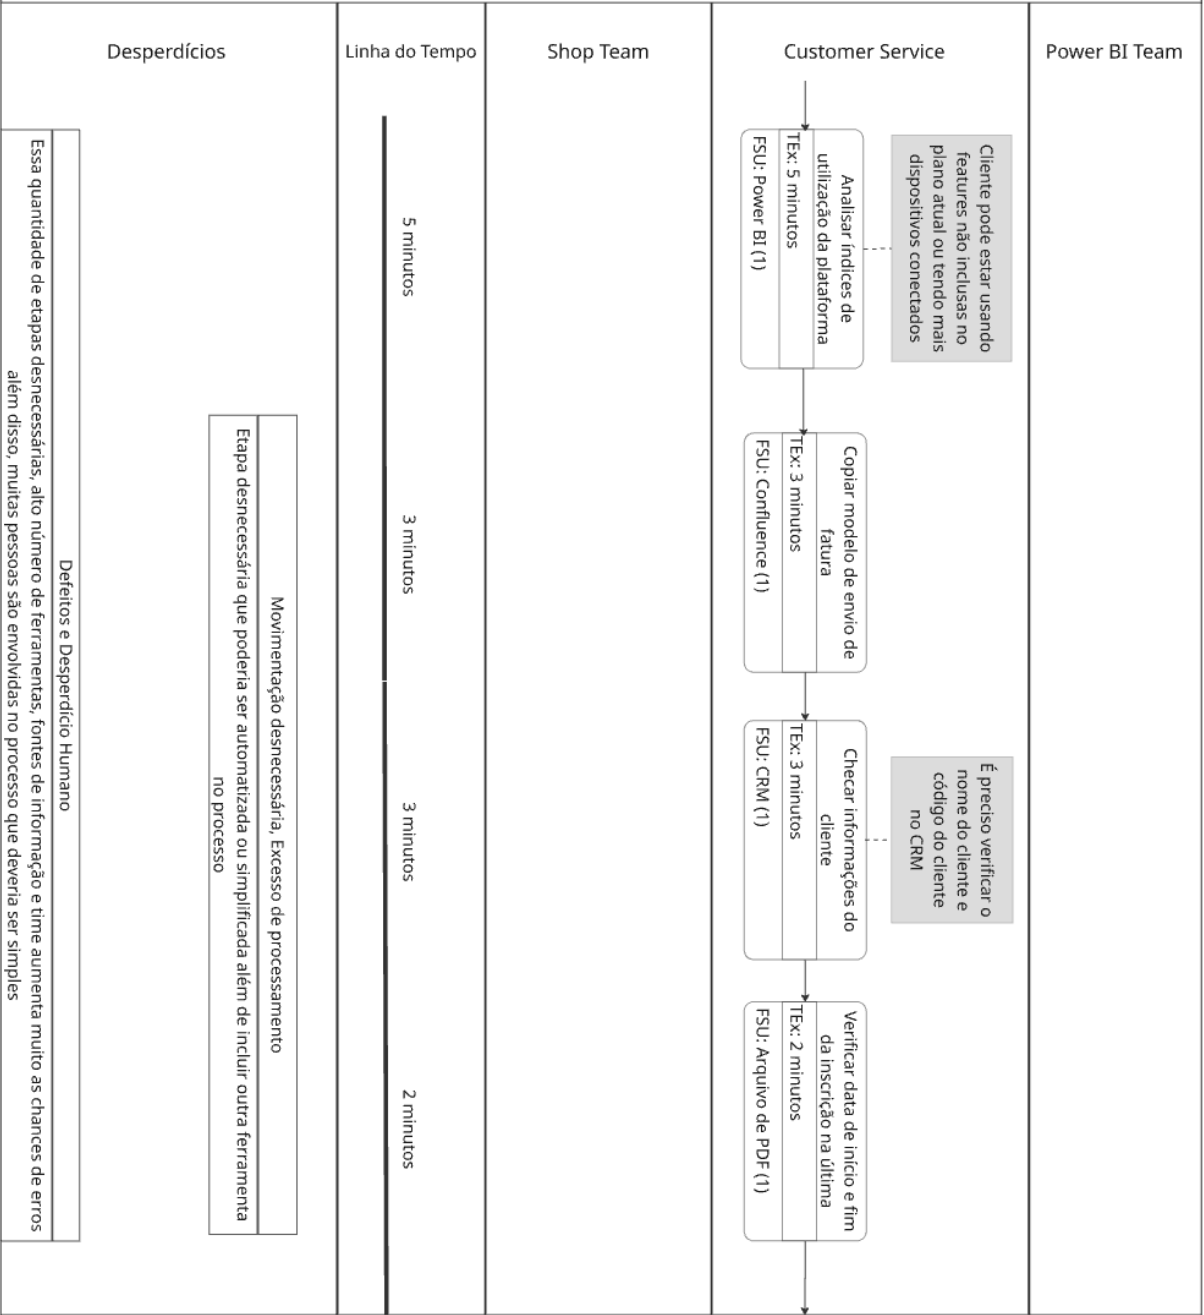 Desperdícios
Linha do Tempo
Shop Team
Customer Service
Power BI Team
Cliente pode estar usando
features não inclusas no
plano atual ou tendo mais
dispositivos conectados
Analisar índices de
utilização da plataforma
TEx: 5 minutos
FSU: Power BI (1)
5 minutos
Copiar modelo de envio de
fatura
TEx: 3 minutos
FSU: Confluence (1)
3 minutos
É preciso verificar o
nome do cliente e
código do cliente
no CRM
Checar informações do
cliente
TEx: 3 minutos
FSU: CRM (1)
3 minutos
Verificar data de início e fim
da inscrição na última
TEx: 2 minutos
FSU: Arquivo de PDF (1)
2 minutos
Movimentação desnecessária, Excesso de processamento
Etapa desnecessária que poderia ser automatizada ou simplificada além de incluir outra ferramenta
no processo
Defeitos e Desperdício Humano
Essa quantidade de etapas desnecessárias, alto número de ferramentas, fontes de informação e time aumenta muito as chances de erros
além disso, muitas pessoas são envolvidas no processo que deveria ser simples